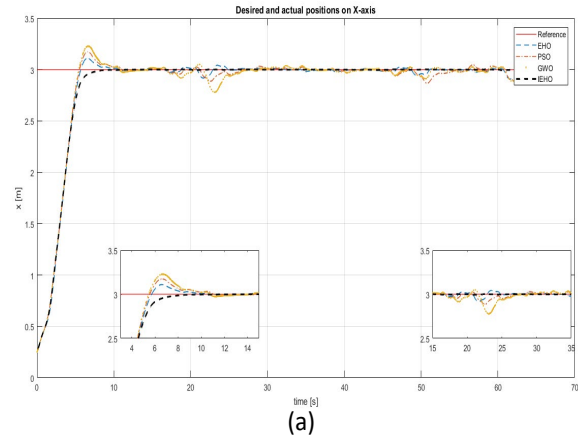 Desired and actual positions on X-axis
3.5
3
2.5
2
1.5
1
0.5
0
x [m]
Reference
EHO
PSO
GWO
IEHO
3.5
3
2.5
4 6 8 10 12 14
3.5
3
2.5
15 20 25 30 35
0 10 20 30 40 50 60 70
time [s]
(a)